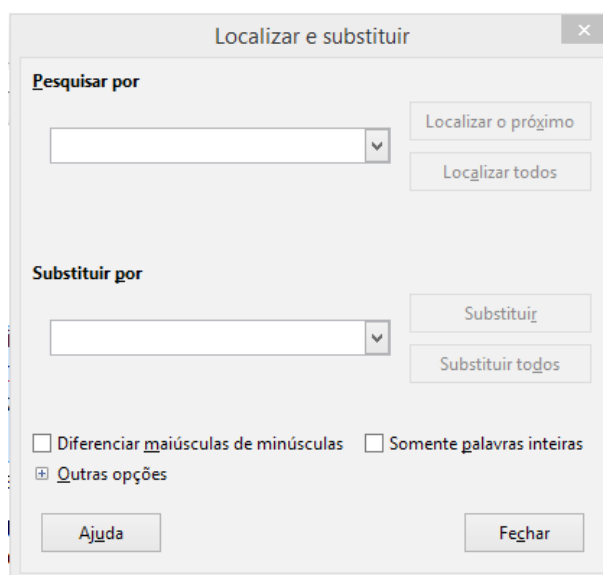 Localizar e substituir
Pesquisar por
Localizar o próximo
Localizar todos
Substituir por
Substituir
Substituir todos
Diferenciar maiúsculas de minúsculas
Somente palavras inteiras
Outras opções
Ajuda
Fechar